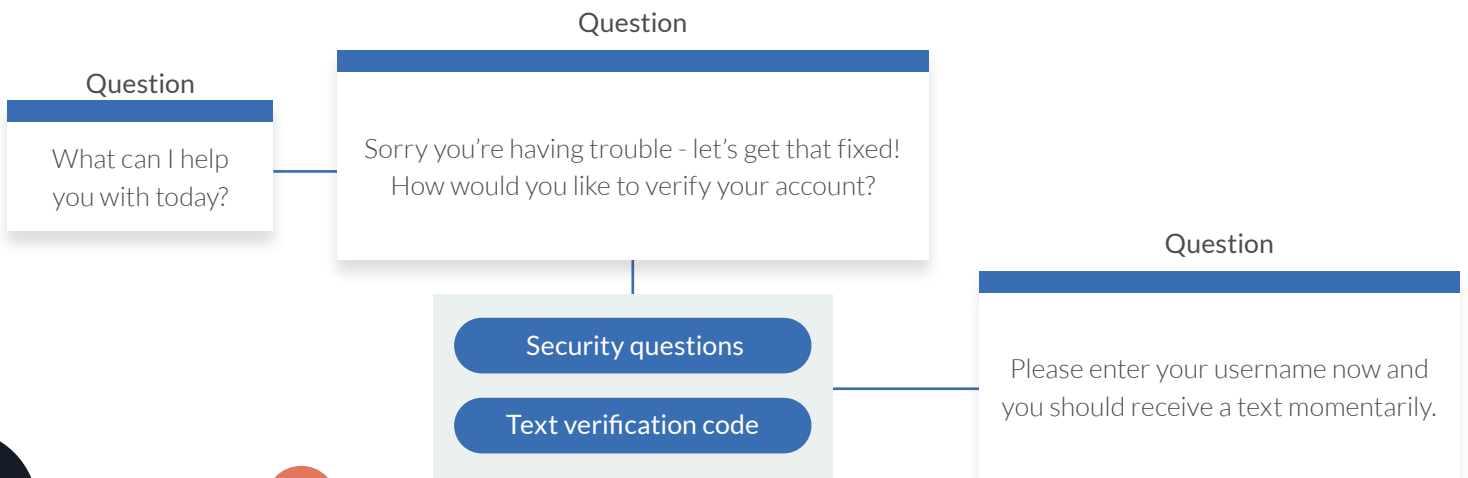 Question
What can I help
you with today?
Question
Sorry you’re having trouble - let’s get that fixed!
How would you like to verify your account?
Security questions
Text verification code
Question
Please enter your username now and
you should receive a text momentarily.